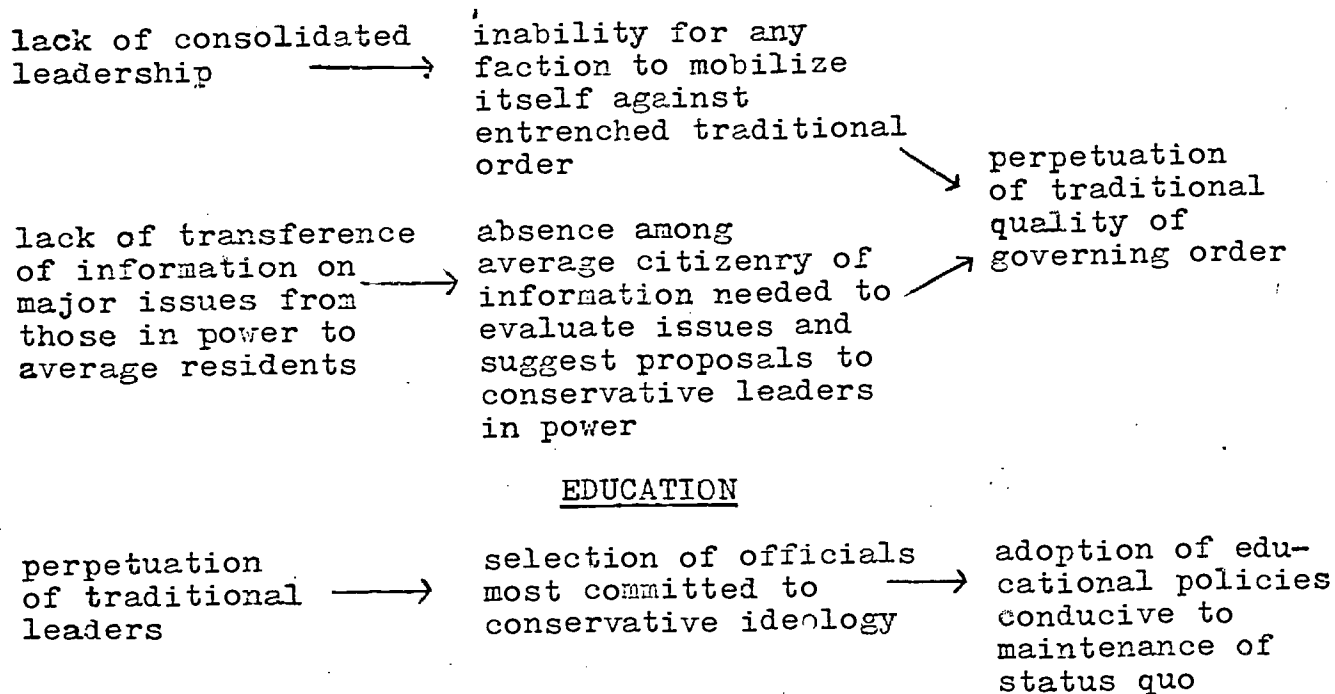 lack of consolidated
leadership ⟶
inability for any
faction to mobilize
itself against
entrenched traditional
order
lack of transference
of information on
major issues from
those in power to
average residents
absence among
average citizenry of
information needed to
evaluate issues and
suggest proposals to
conservative leaders
in power
perpetuation
of traditional
quality of
governing order
EDUCATION
perpetuation
of traditional
leaders
selection of officials
most committed to
conservative ideology
adoption of edu-
cational policies
conducive to
maintenance of
status quo